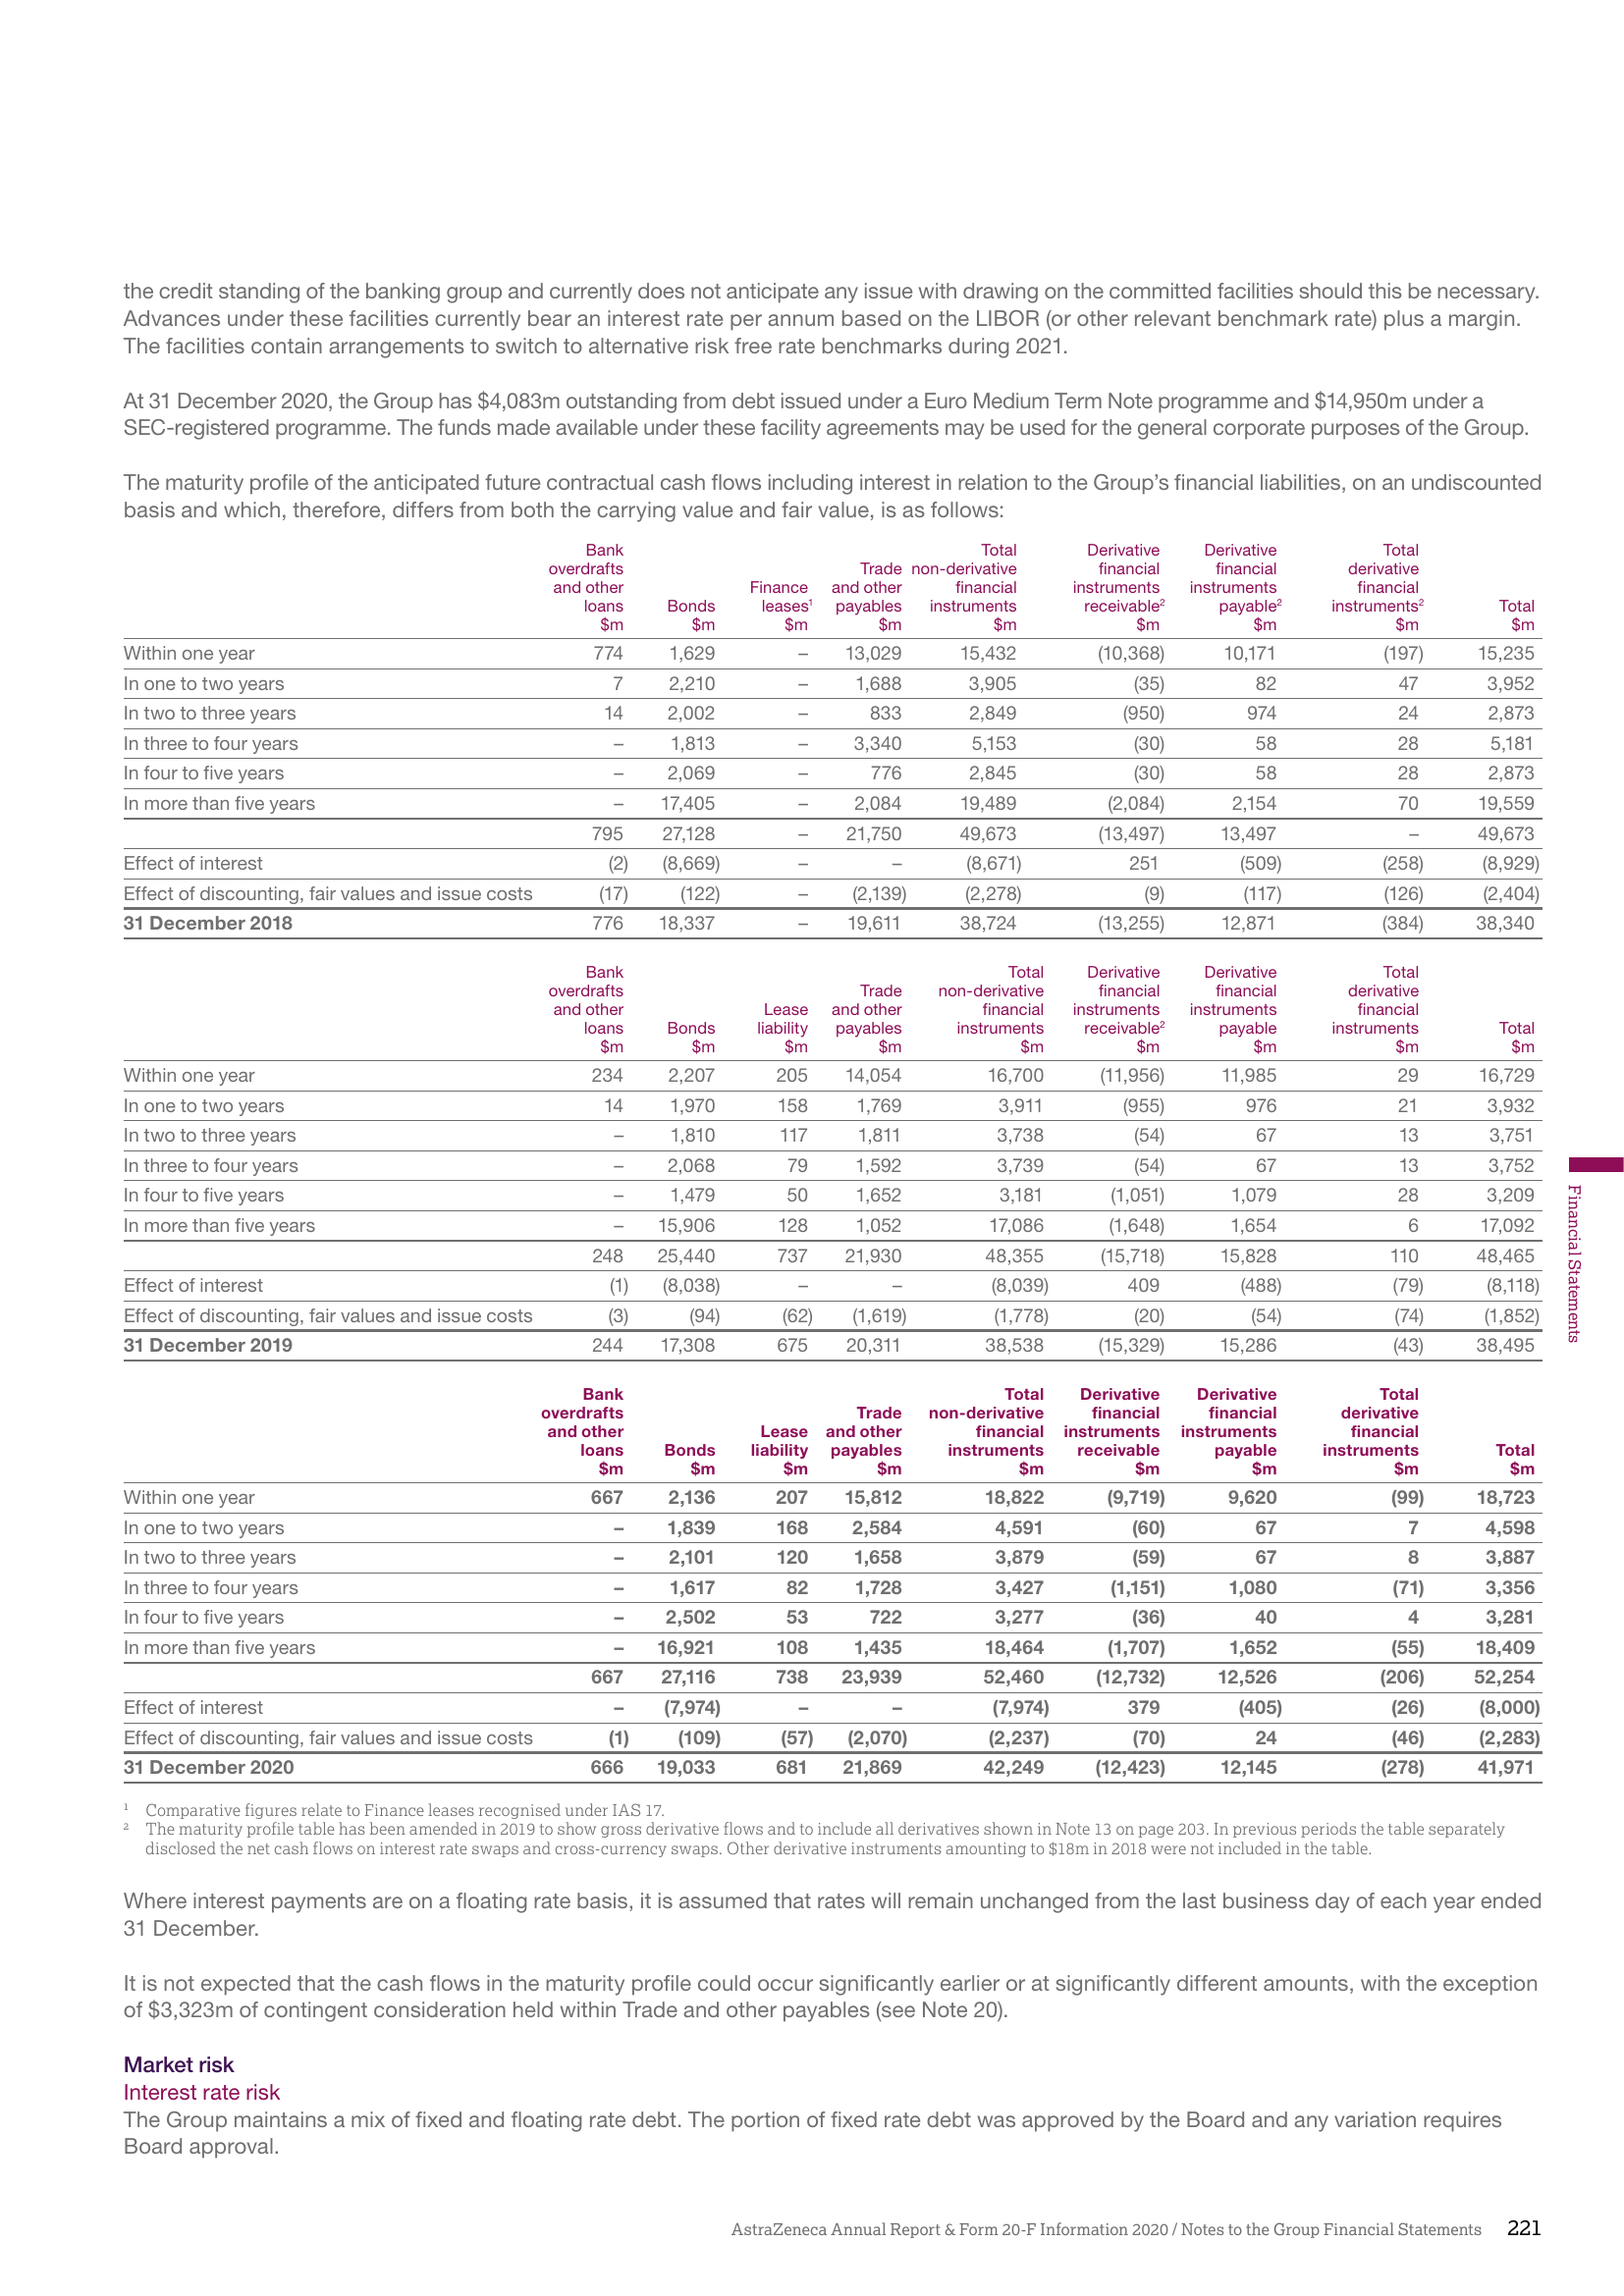 the credit standing of the banking group and currently does not anticipate any issue with drawing on the committed facilities should this be necessary.
Advances under these facilities currently bear an interest rate per annum based on the LIBOR (or other relevant benchmark rate) plus a margin.
The facilities contain arrangements to switch to alternative risk free rate benchmarks during 2021.
At 31 December 2020, the Group has $4,083m outstanding from debt issued under a Euro Medium Term Note programme and $14,950m under a
SEC-registered programme. The funds made available under these facility agreements may be used for the general corporate purposes of the Group.
The maturity profile of the anticipated future contractual cash flows including interest in relation to the Group's financial liabilities, on an undiscounted
basis and which, therefore, differs from both the carrying value and fair value, is as follows:
Bank Total Derivative Derivative Total
overdrafts Trade non-derivative financial financial derivative
and other Finance and other financial instruments instruments financial
loans Bonds leases¹ payables instruments receivable² payable² instruments² Total
$m $m $m $m $m $m $m $m $m
Within one year 774 1,629 – 13,029 15,432 (10,368) 10,171 (197) 15,235
In one to two years 7 2,210 – 1,688 3,905 (35) 82 47 3,952
In two to three years 14 2,002 – 833 2,849 (950) 974 24 2,873
In three to four years – 1,813 – 3,340 5,153 (30) 58 28 5,181
In four to five years – 2,069 – 776 2,845 (30) 58 28 2,873
In more than five years – 17,405 – 2,084 19,489 (2,084) 2,154 70 19,559
795 27,128 – 21,750 49,673 (13,497) 13,497 – 49,673
Effect of interest (2) (8,669) – – (8,671) 251 (509) (258) (8,929)
Effect of discounting, fair values and issue costs (17) (122) – (2,139) (2,278) (9) (117) (126) (2,404)
31 December 2018 776 18,337 – 19,611 38,724 (13,255) 12,871 (384) 38,340
Bank Total Derivative Derivative Total
overdrafts Trade non-derivative financial financial derivative
and other Lease and other financial instruments instruments financial
loans Bonds liability payables instruments receivable² payable instruments Total
$m $m $m $m $m $m $m $m $m
Within one year 234 2,207 205 14,054 16,700 (11,956) 11,985 29 16,729
In one to two years 14 1,970 158 1,769 3,911 (955) 976 21 3,932
In two to three years – 1,810 117 1,811 3,738 (54) 67 13 3,751
In three to four years – 2,068 79 1,592 3,739 (54) 67 13 3,752
In four to five years – 1,479 50 1,652 3,181 (1,051) 1,079 28 3,209
In more than five years – 15,906 128 1,052 17,086 (1,648) 1,654 6 17,092
248 25,440 737 21,930 48,355 (15,718) 15,828 110 48,465
Effect of interest (1) (8,038) – – (8,039) 409 (488) (79) (8,118)
Effect of discounting, fair values and issue costs (3) (94) (62) (1,619) (1,778) (20) (54) (74) (1,852)
31 December 2019 244 17,308 675 20,311 38,538 (15,329) 15,286 (43) 38,495
Bank Total Derivative Derivative Total
overdrafts Trade non-derivative financial financial derivative
and other Lease and other financial instruments instruments financial
loans Bonds liability payables instruments receivable payable instruments Total
$m $m $m $m $m $m $m $m $m
Within one year 667 2,136 207 15,812 18,822 (9,719) 9,620 (99) 18,723
In one to two years – 1,839 168 2,584 4,591 (60) 67 7 4,598
In two to three years – 2,101 120 1,658 3,879 (59) 67 8 3,887
In three to four years – 1,617 82 1,728 3,427 (1,151) 1,080 (71) 3,356
In four to five years – 2,502 53 722 3,277 (36) 40 4 3,281
In more than five years – 16,921 108 1,435 18,464 (1,707) 1,652 (55) 18,409
667 27,116 738 23,939 52,460 (12,732) 12,526 (206) 52,254
Effect of interest – (7,974) – – (7,974) 379 (405) (26) (8,000)
Effect of discounting, fair values and issue costs (1) (109) (57) (2,070) (2,237) (70) 24 (46) (2,283)
31 December 2020 666 19,033 681 21,869 42,249 (12,423) 12,145 (278) 41,971
¹ Comparative figures relate to Finance leases recognised under IAS 17.
² The maturity profile table has been amended in 2019 to show gross derivative flows and to include all derivatives shown in Note 13 on page 203. In previous periods the table separately
disclosed the net cash flows on interest rate swaps and cross-currency swaps. Other derivative instruments amounting to $18m in 2018 were not included in the table.
Where interest payments are on a floating rate basis, it is assumed that rates will remain unchanged from the last business day of each year ended
31 December.
It is not expected that the cash flows in the maturity profile could occur significantly earlier or at significantly different amounts, with the exception
of $3,323m of contingent consideration held within Trade and other payables (see Note 20).
Market risk
Interest rate risk
The Group maintains a mix of fixed and floating rate debt. The portion of fixed rate debt was approved by the Board and any variation requires
Board approval.
Financial Statements
AstraZeneca Annual Report & Form 20-F Information 2020 / Notes to the Group Financial Statements 221